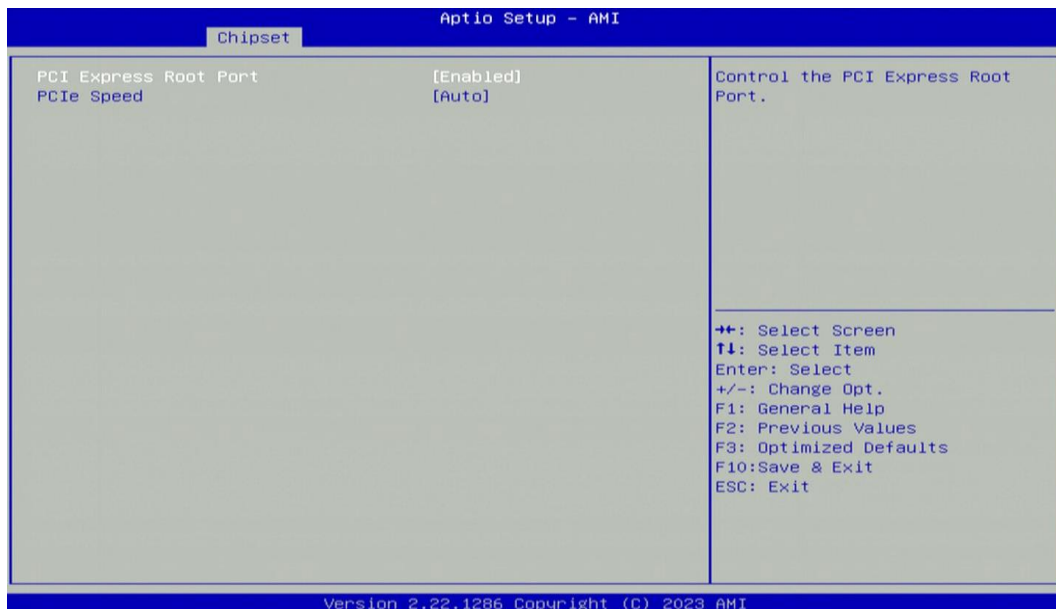 Aptio Setup – AMI
Chipset
PCI Express Root Port [Enabled]
PCIe Speed [Auto]
Control the PCI Express Root
Port.
→←: Select Screen
↑↓: Select Item
Enter: Select
+/-: Change Opt.
F1: General Help
F2: Previous Values
F3: Optimized Defaults
F10:Save & Exit
ESC: Exit
Version 2.22.1286 Copyright (C) 2023 AMI